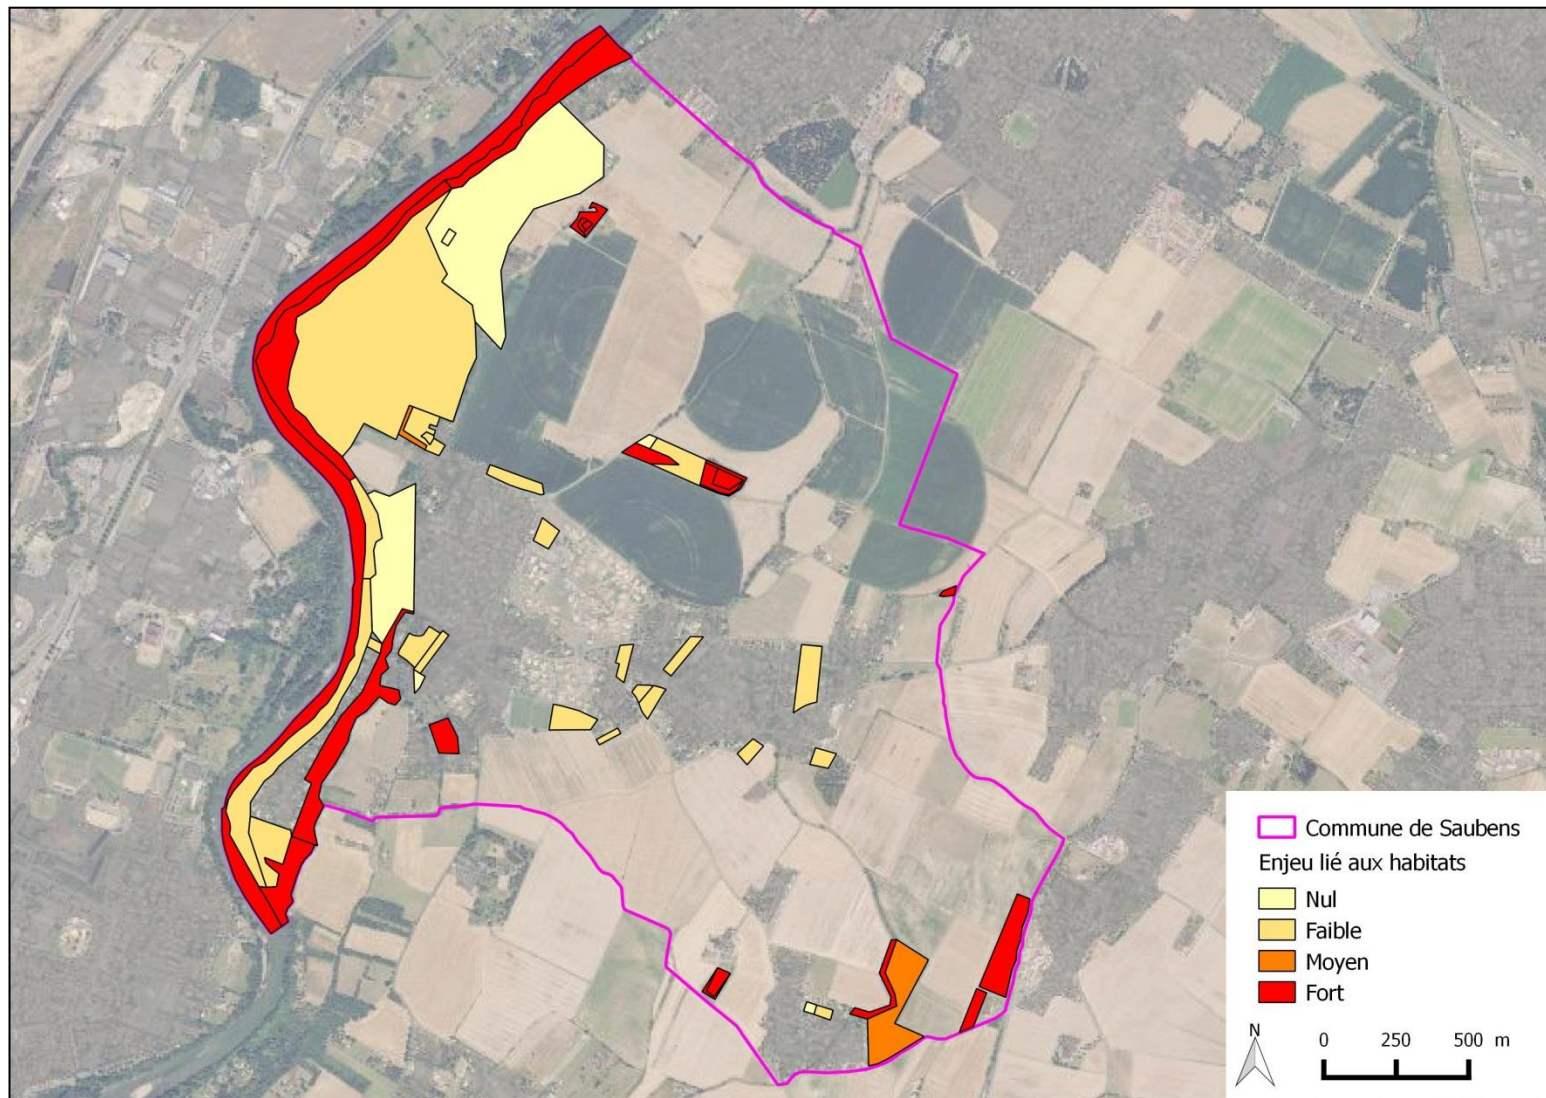 Commune de Saubens
Enjeu lié aux habitats
Nul
Faible
Moyen
Fort
N
0 250 500 m